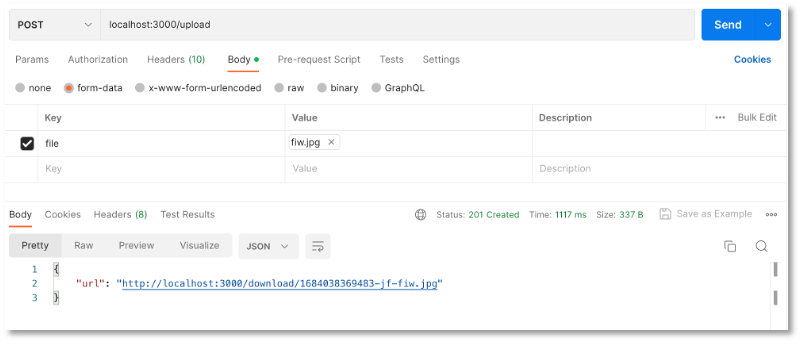 POST localhost:3000/upload Send
Params Authorization Headers (10) Body Pre-request Script Tests Settings Cookies
none form-data x-www-form-urlencoded raw binary GraphQL
Key Value Description ••• Bulk Edit
file fiw.jpg ×
Key Value Description
Body Cookies Headers (8) Test Results Status: 201 Created Time: 1117 ms Size: 337 B Save as Example •••
Pretty Raw Preview Visualize JSON
1 {
2 "url": "http://localhost:3000/download/1684038369483-jf-fiw.jpg"
3 }